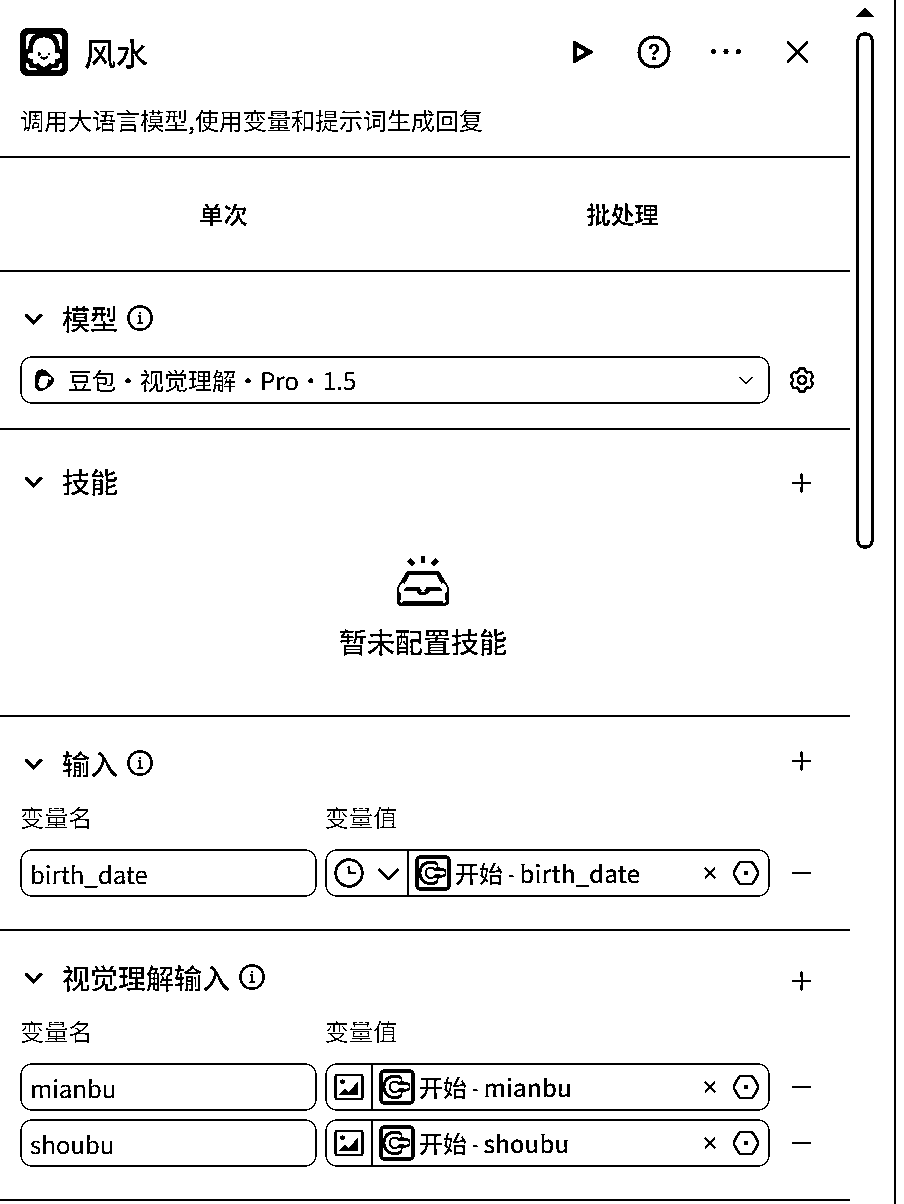 风水
调用大语言模型,使用变量和提示词生成回复
单次 批处理
模型
豆包·视觉理解·Pro·1.5
技能
暂未配置技能
输入
变量名 变量值
birth_date 开始 - birth_date
视觉理解输入
变量名 变量值
mianbu 开始 - mianbu
shoubu 开始 - shoubu